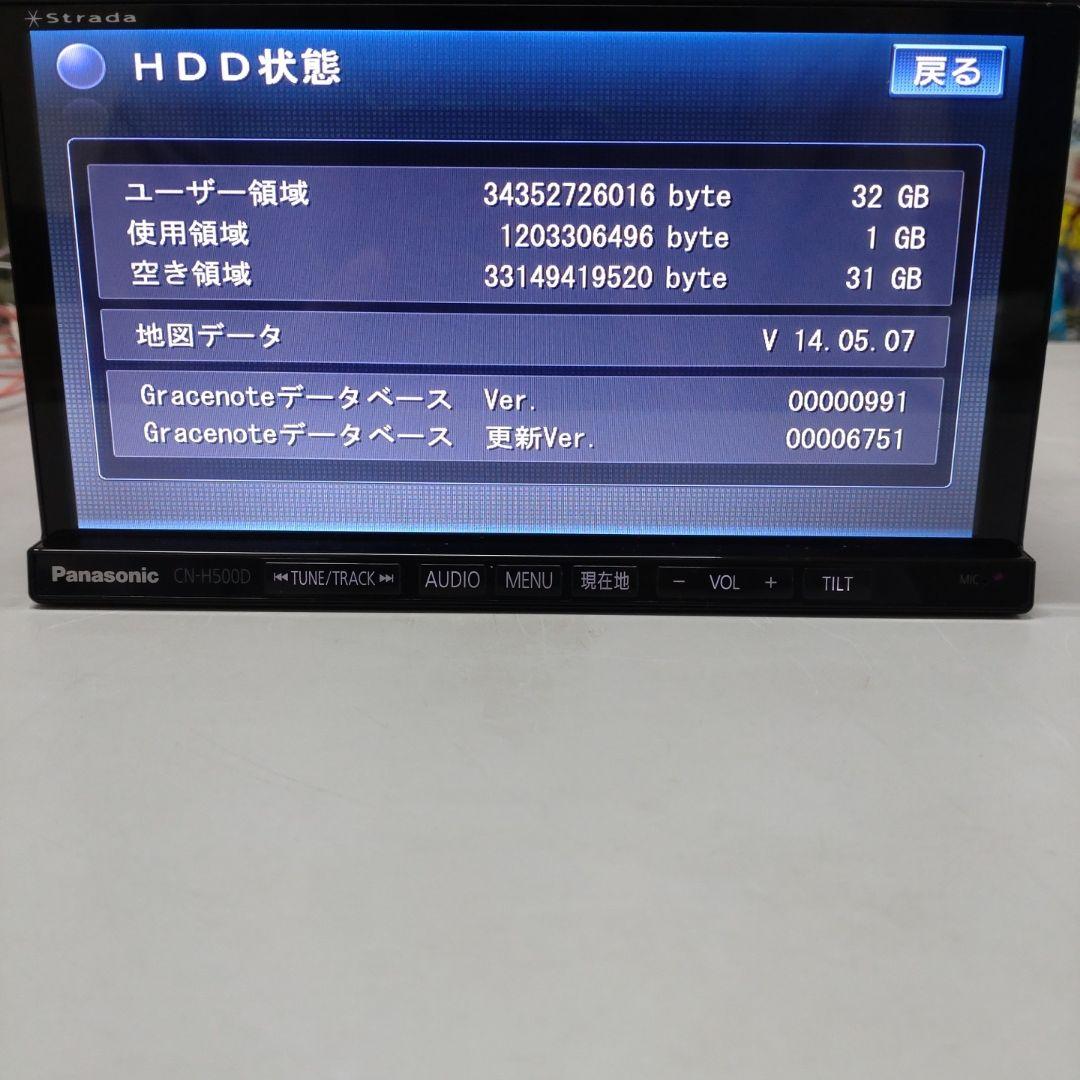 Strada
HDD状態
戻る
ユーザー領域 34352726016 byte 32 GB
使用領域 1203306496 byte 1 GB
空き領域 33149419520 byte 31 GB
地図データ V 14.05.07
Gracenoteデータベース Ver. 00000991
Gracenoteデータベース 更新Ver. 00006751
Panasonic CN-H500D ⏮ TUNE/TRACK ⏭ AUDIO MENU 現在地 − VOL + TILT MIC